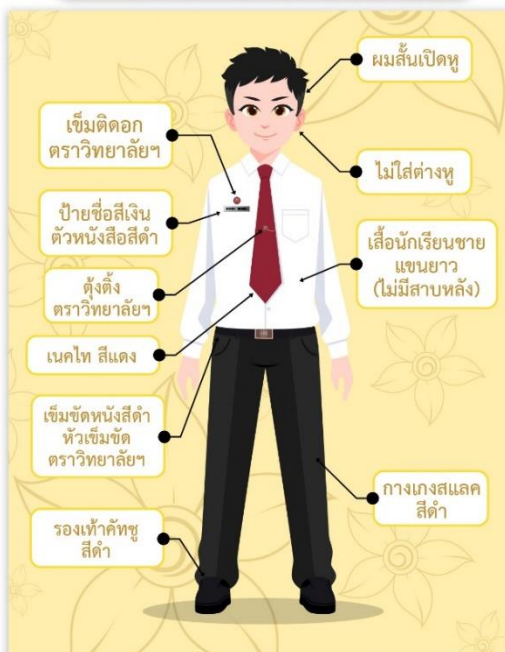 ผมสั้นเปิดหู
เข็มติดอก
ตราวิทยาลัยฯ
ไม่ใส่ต่างหู
ป้ายชื่อสีเงิน
ตัวหนังสือสีดำ
เสื้อนักเรียนชาย
แขนยาว
(ไม่มีสาบหลัง)
ตุ้งติ้ง
ตราวิทยาลัยฯ
เนคไท สีแดง
เข็มขัดหนังสีดำ
หัวเข็มขัด
ตราวิทยาลัยฯ
กางเกงสแลค
สีดำ
รองเท้าคัทชู
สีดำ